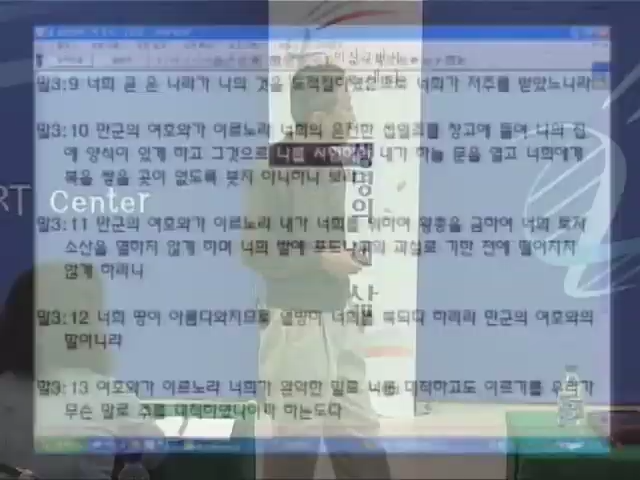 말3:9 너희 곧 온 나라가 나의 것을 도적질하였으므로 너희가 저주를 받았느니라
말3:10 만군의 여호와가 이르노라 너희의 온전한 십일조를 창고에 들여 나의 집
에 양식이 있게 하고 그것으로 나를 시험하여 내가 하늘 문을 열고 너희에게
복을 쌓을 곳이 없도록 붓지 아니하나 보라
RT Center
말3:11 만군의 여호와가 이르노라 내가 너희를 위하여 황충을 금하여 너희 토지
소산을 멸하지 않게 하며 너희 밭에 포도나무의 과실로 기한 전에 떨어지지
않게 하리니
말3:12 너희 땅이 아름다와지므로 열방이 너희를 복되다 하리라 만군의 여호와의
말이니라
말3:13 여호와가 이르노라 너희가 완악한 말로 나를 대적하고도 이르기를 우리가
무슨 말로 주를 대적하였나이까 하는도다
생명의 삶